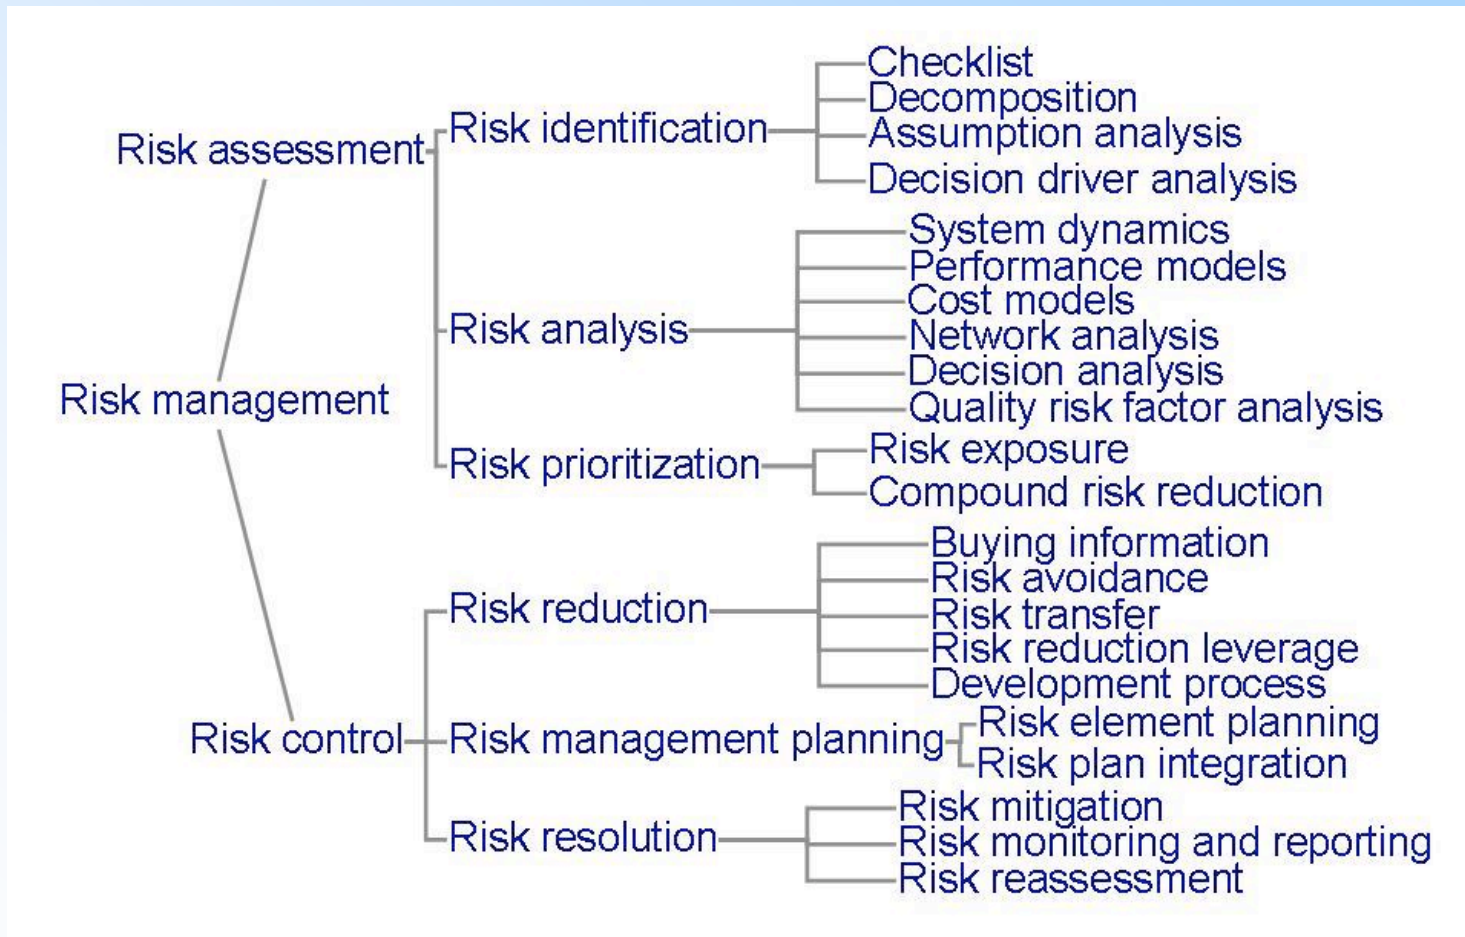 Checklist
Decomposition
Risk identification
Assumption analysis
Risk assessment
Decision driver analysis
System dynamics
Performance models
Cost models
Risk analysis
Network analysis
Decision analysis
Risk management
Quality risk factor analysis
Risk prioritization
Risk exposure
Compound risk reduction
Buying information
Risk avoidance
Risk reduction
Risk transfer
Risk reduction leverage
Development process
Risk element planning
Risk control
Risk management planning
Risk plan integration
Risk mitigation
Risk resolution
Risk monitoring and reporting
Risk reassessment